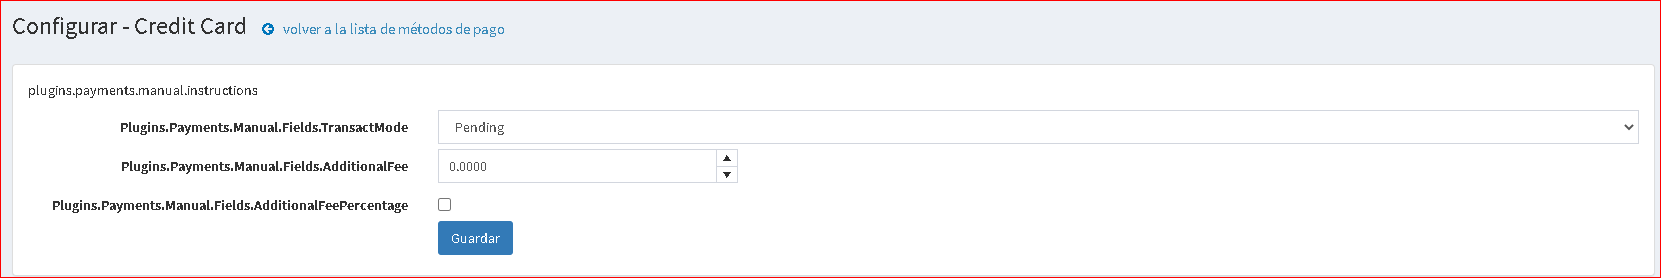 Configurar - Credit Card volver a la lista de métodos de pago
plugins.payments.manual.instructions
Plugins.Payments.Manual.Fields.TransactMode Pending
Plugins.Payments.Manual.Fields.AdditionalFee 0.0000
Plugins.Payments.Manual.Fields.AdditionalFeePercentage
Guardar